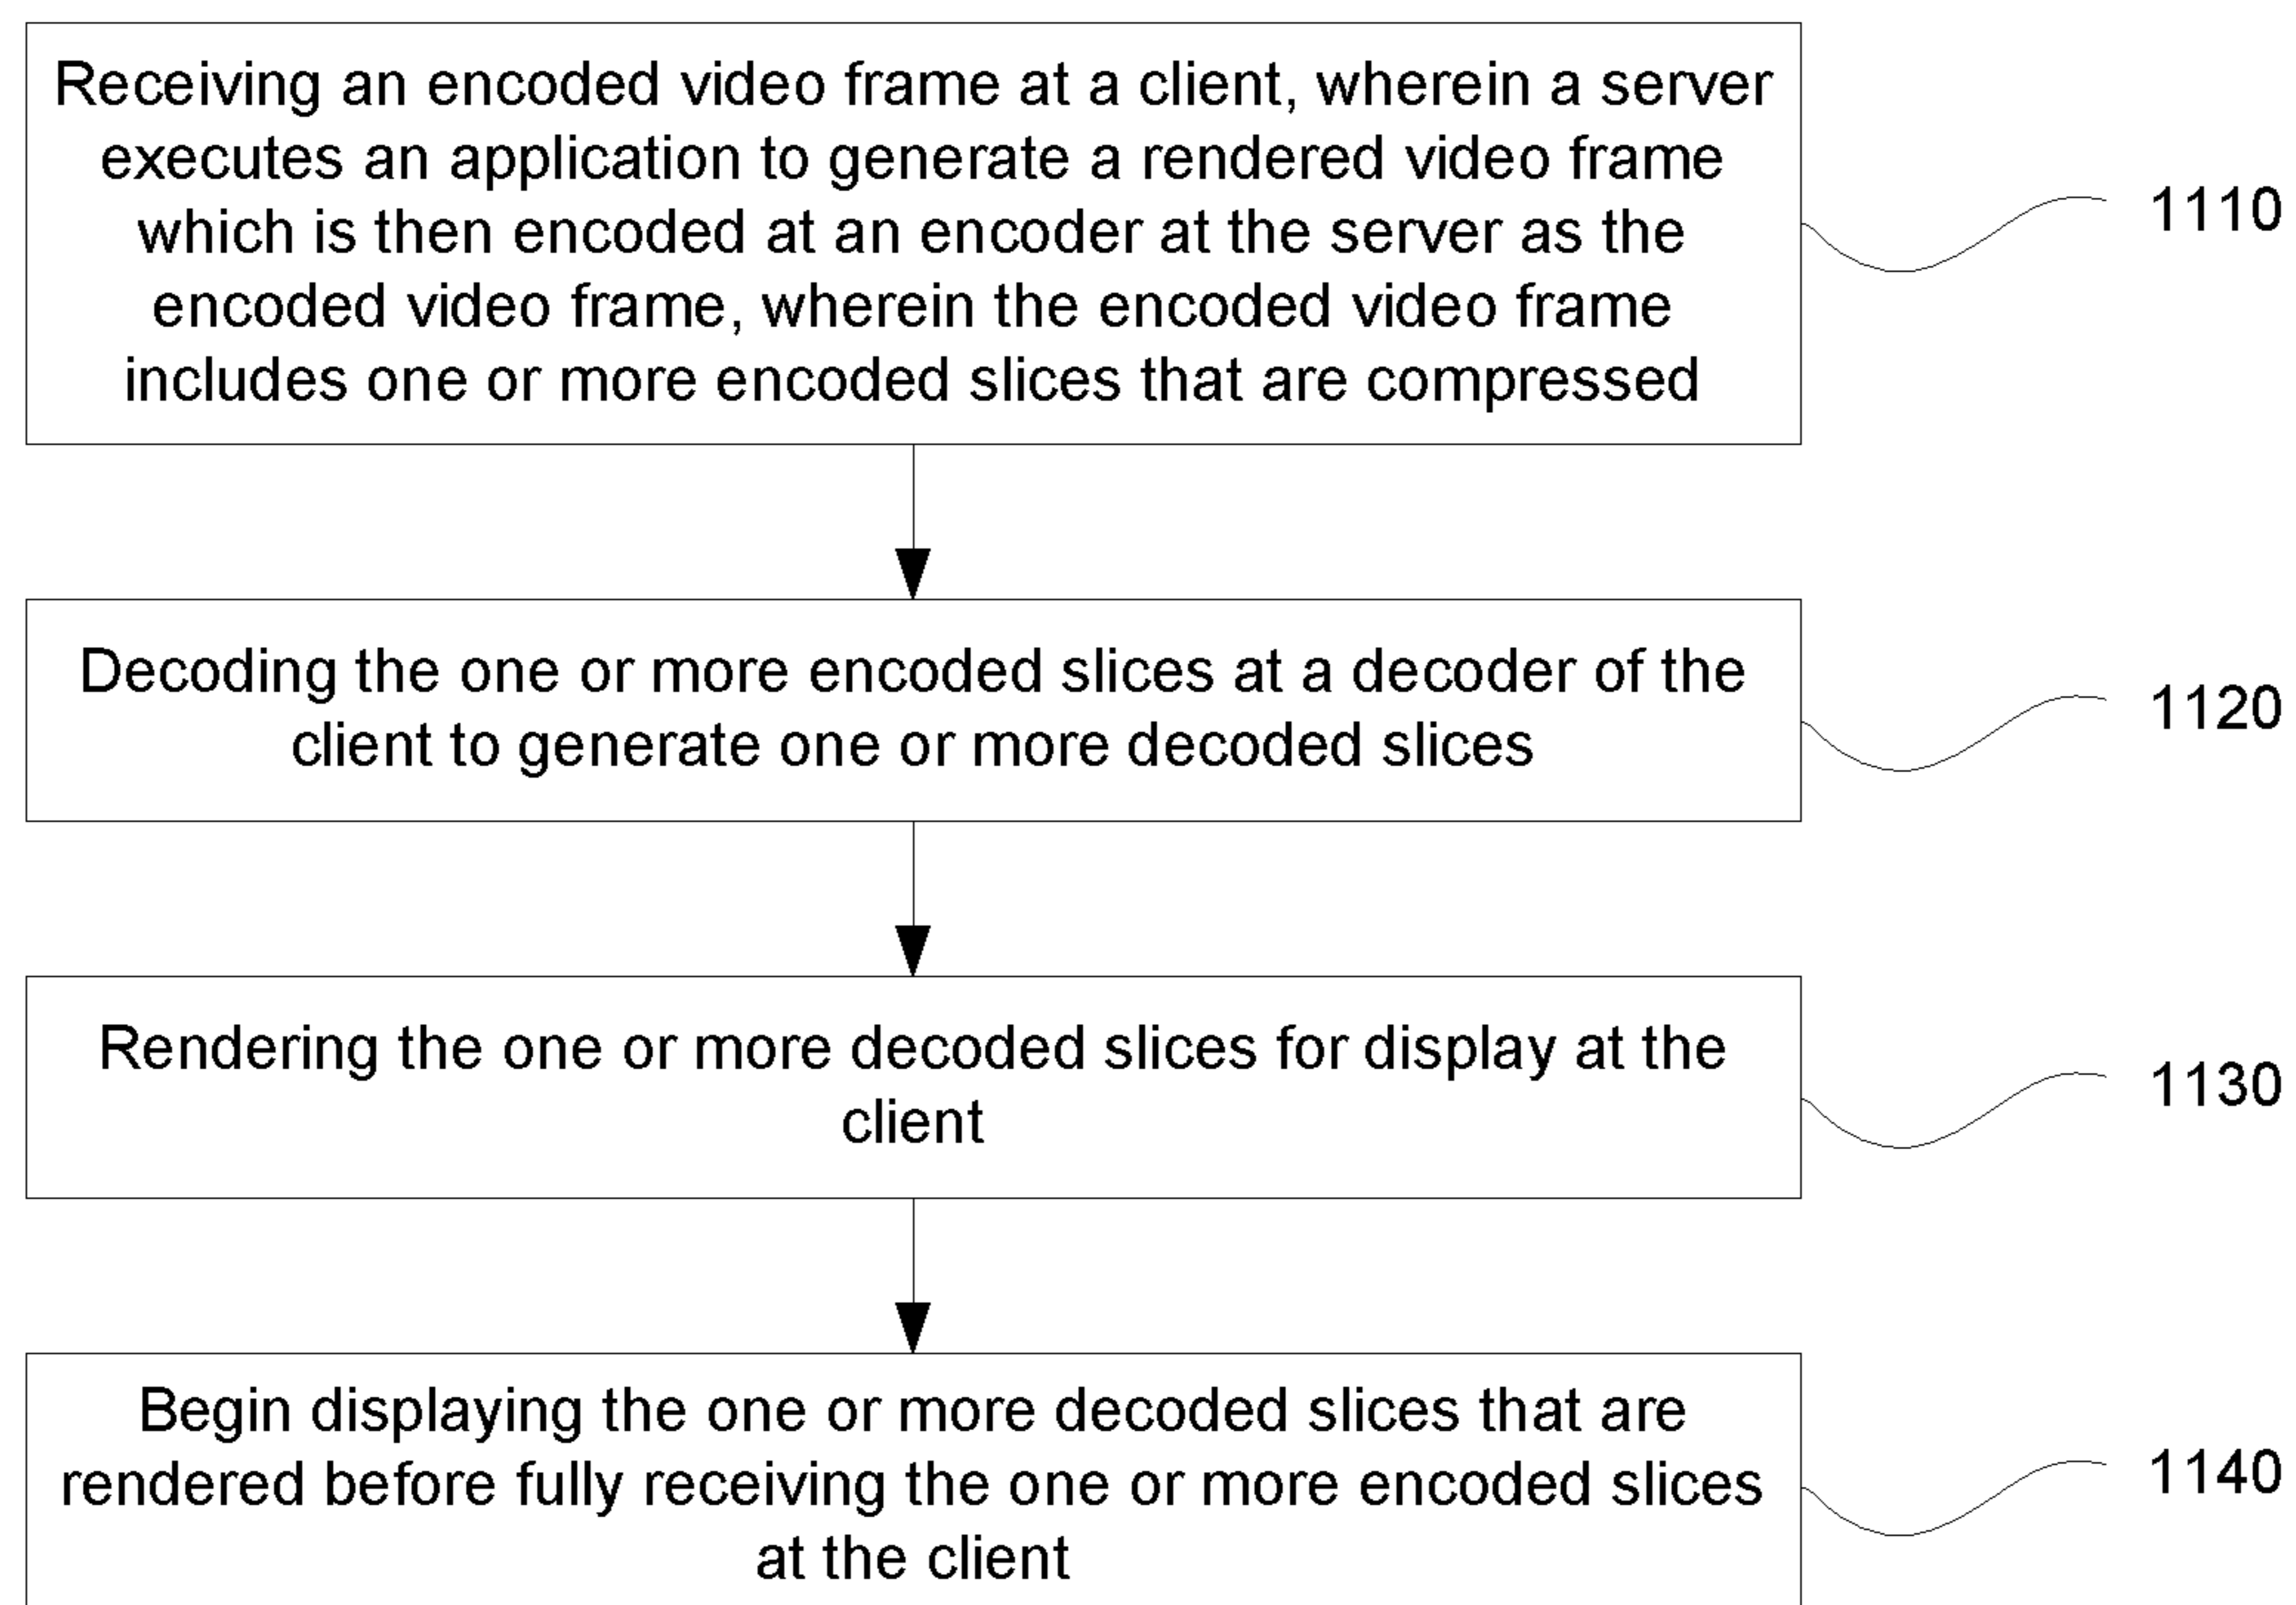 Receiving an encoded video frame at a client, wherein a server
executes an application to generate a rendered video frame
which is then encoded at an encoder at the server as the
encoded video frame, wherein the encoded video frame
includes one or more encoded slices that are compressed
1110
Decoding the one or more encoded slices at a decoder of the
client to generate one or more decoded slices
1120
Rendering the one or more decoded slices for display at the
client
1130
Begin displaying the one or more decoded slices that are
rendered before fully receiving the one or more encoded slices
at the client
1140